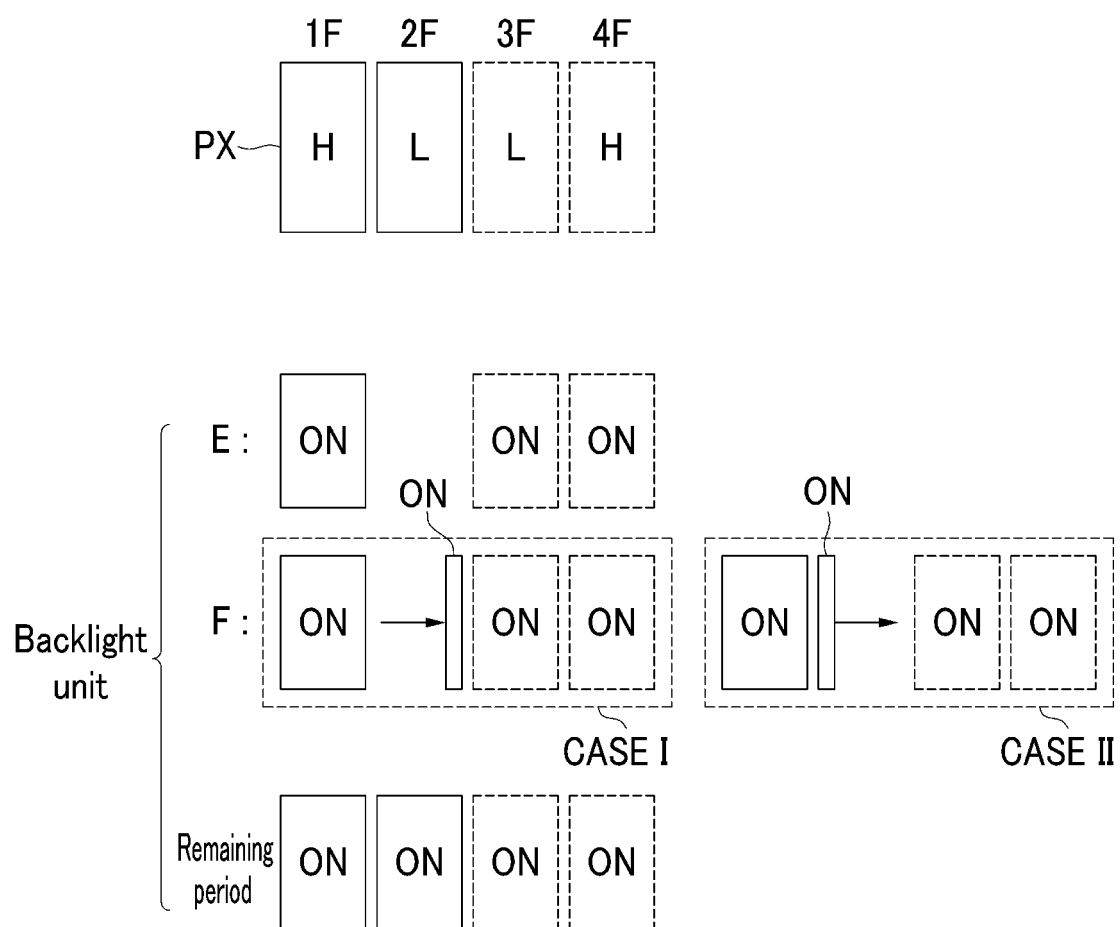 1F 2F 3F 4F
PX H L L H
E : ON ON ON
ON ON
F : ON ON ON ON ON ON
Backlight
unit
CASE I CASE II
Remaining
period
ON ON ON ON